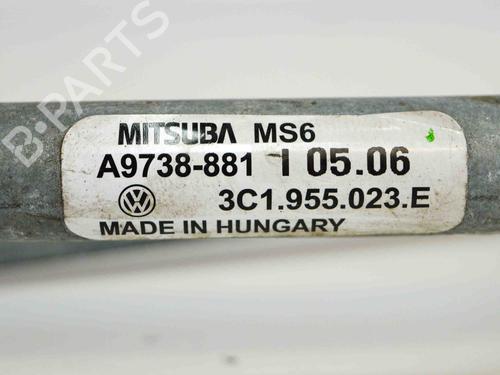 B-PARTS
MITSUBA MS6
A9738-881 I 05.06
3C1.955.023.E
MADE IN HUNGARY